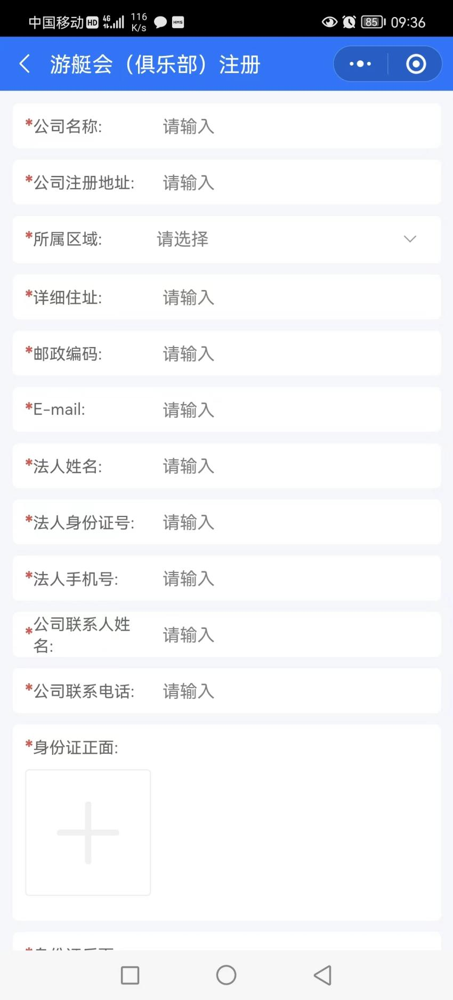 中国移动 HD 4G 116 K/s HMS 85 09:36
游艇会（俱乐部）注册
*公司名称: 请输入
*公司注册地址: 请输入
*所属区域: 请选择
*详细住址: 请输入
*邮政编码: 请输入
*E-mail: 请输入
*法人姓名: 请输入
*法人身份证号: 请输入
*法人手机号: 请输入
*公司联系人姓
名: 请输入
*公司联系电话: 请输入
*身份证正面: